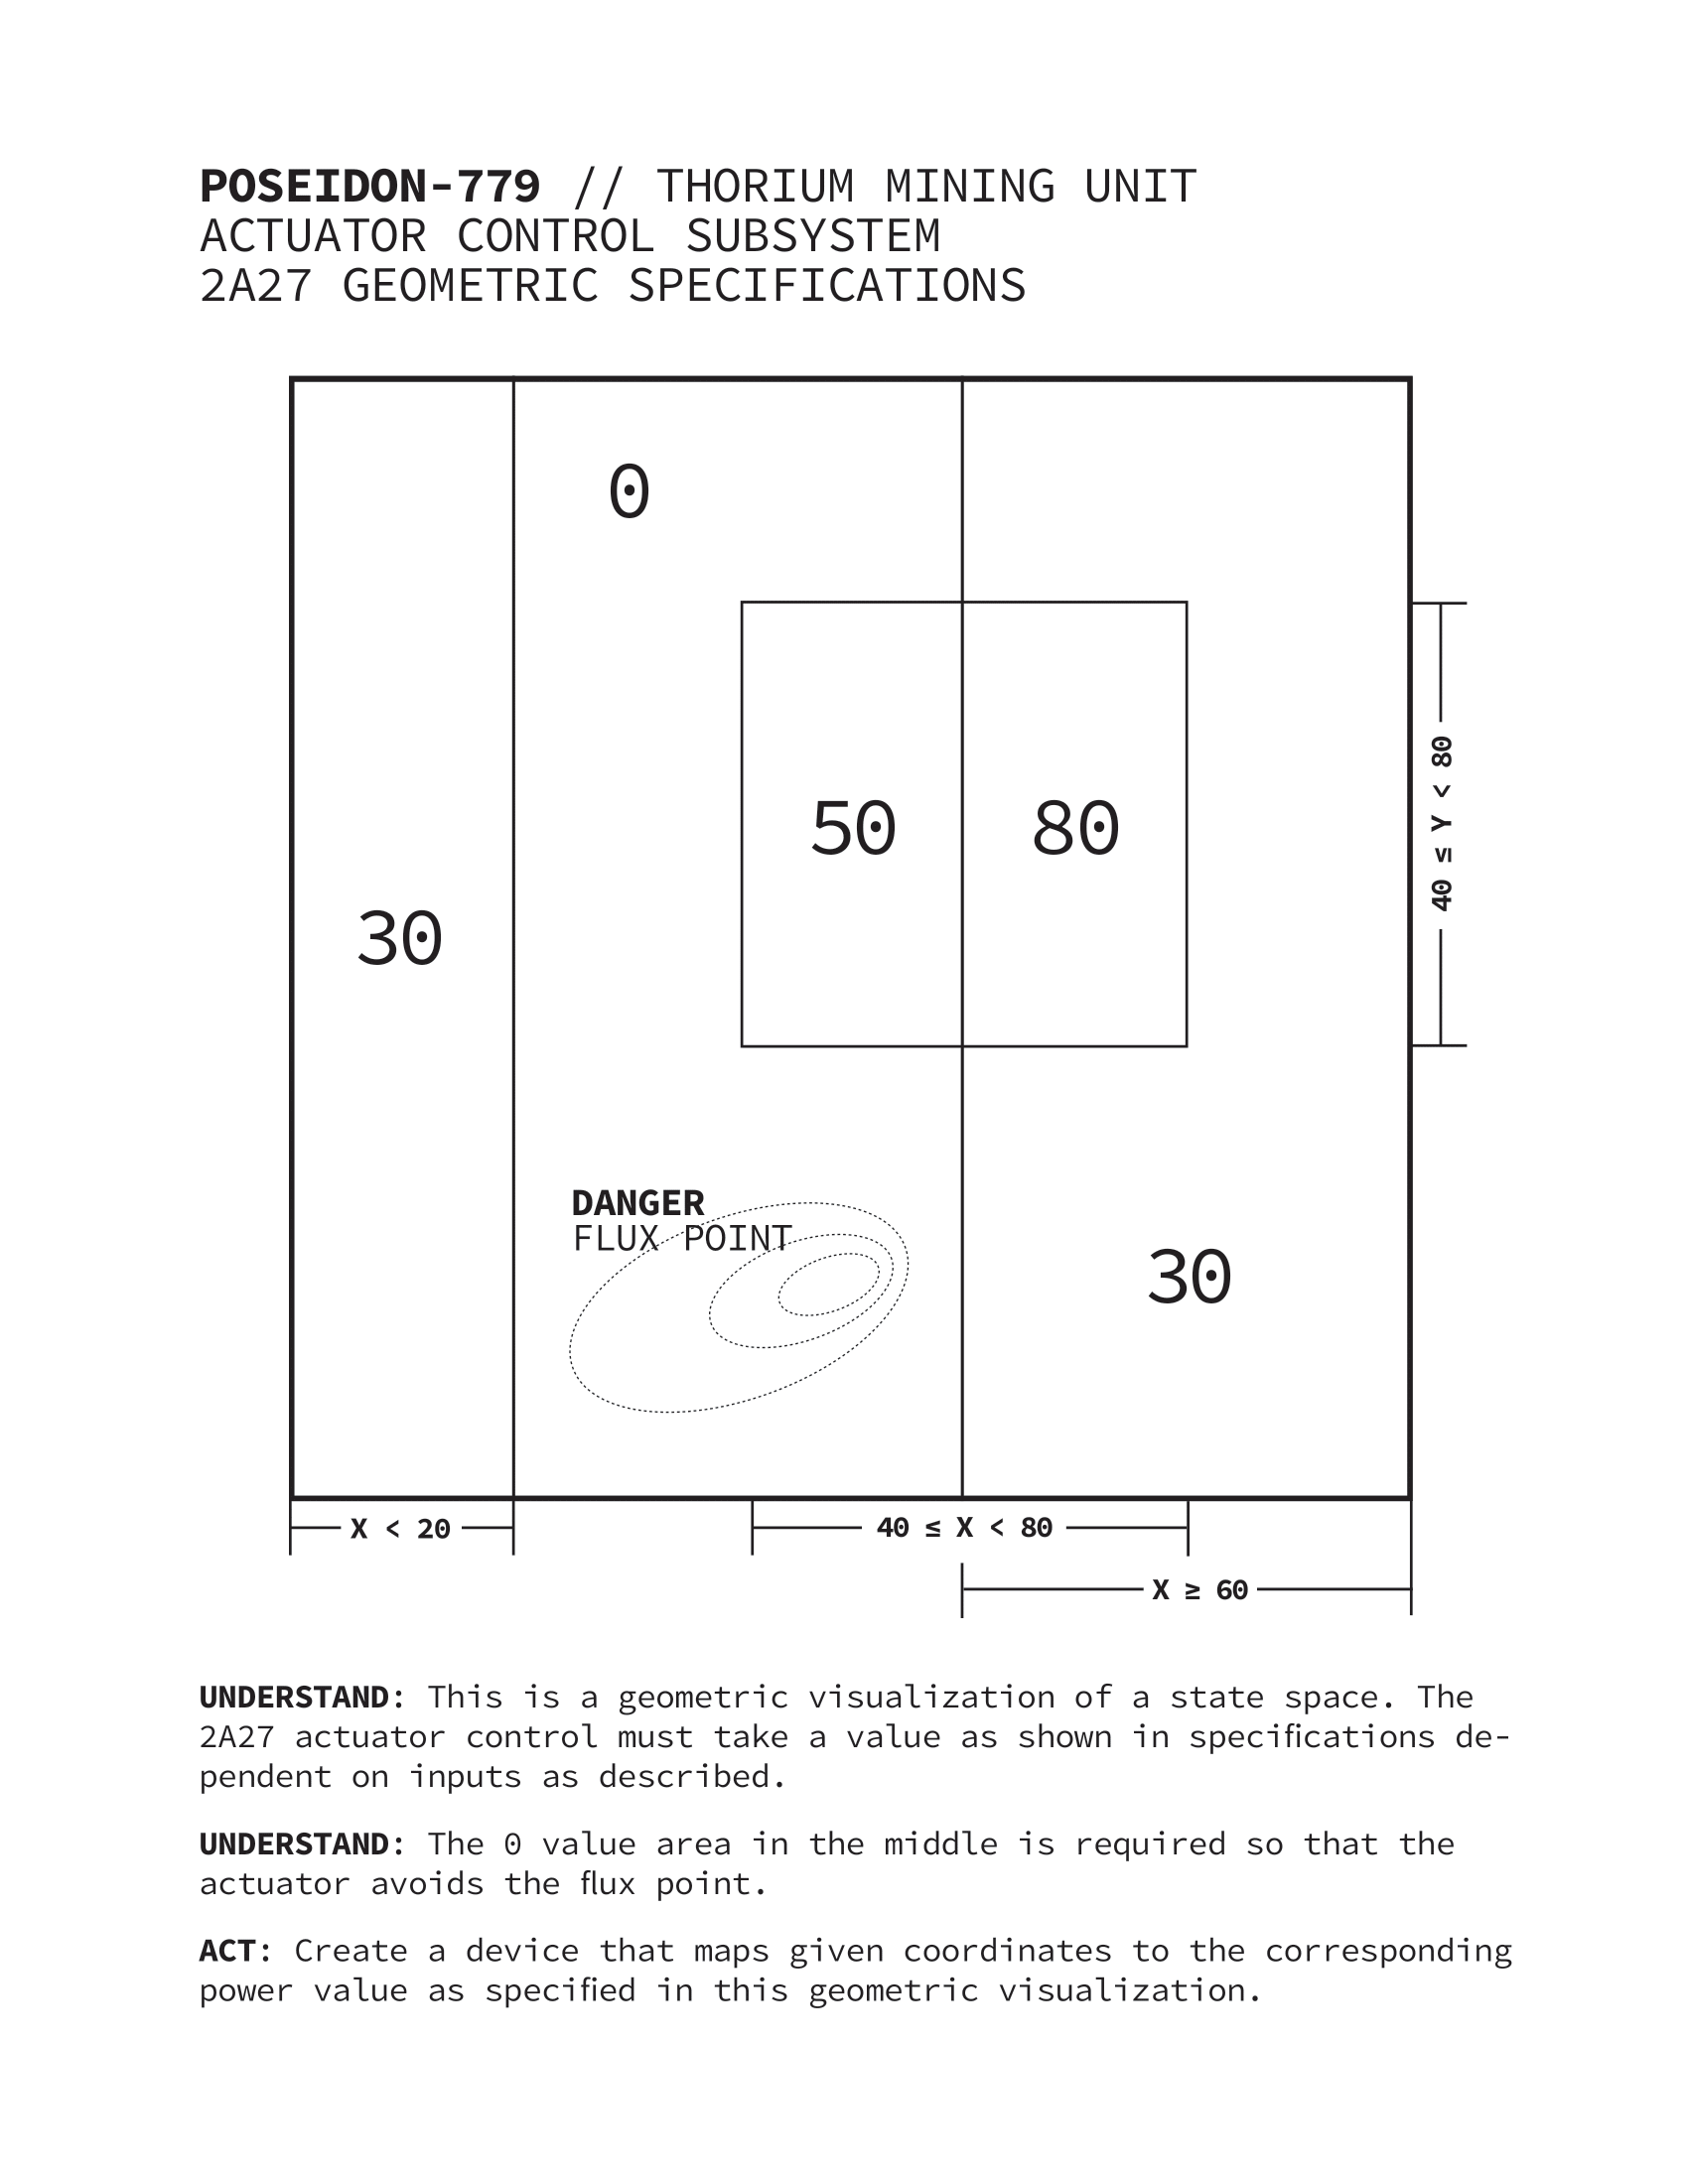 POSEIDON-779 // THORIUM MINING UNIT
ACTUATOR CONTROL SUBSYSTEM
2A27 GEOMETRIC SPECIFICATIONS
0
50
80
40 ≤ Y < 80
30
DANGER
FLUX POINT
30
X < 20
40 ≤ X < 80
X ≥ 60
UNDERSTAND: This is a geometric visualization of a state space. The
2A27 actuator control must take a value as shown in specifications de-
pendent on inputs as described.
UNDERSTAND: The 0 value area in the middle is required so that the
actuator avoids the flux point.
ACT: Create a device that maps given coordinates to the corresponding
power value as specified in this geometric visualization.